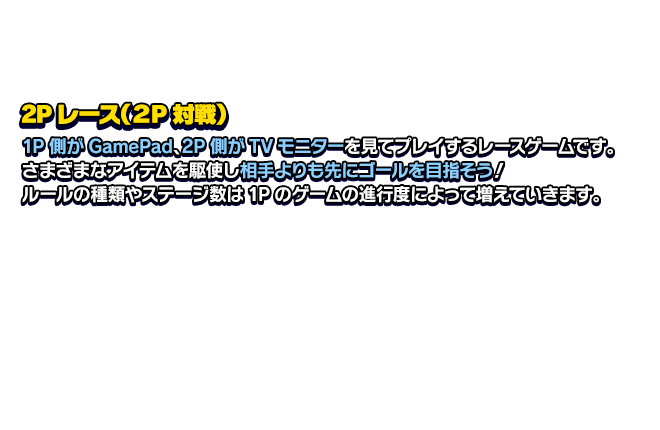 2P レース(2P 対戦)
1P 側が GamePad、2P 側が TV モニターを見てプレイするレースゲームです。
さまざまなアイテムを駆使し相手よりも先にゴールを目指そう!
ルールの種類やステージ数は 1P のゲームの進行度によって増えていきます。